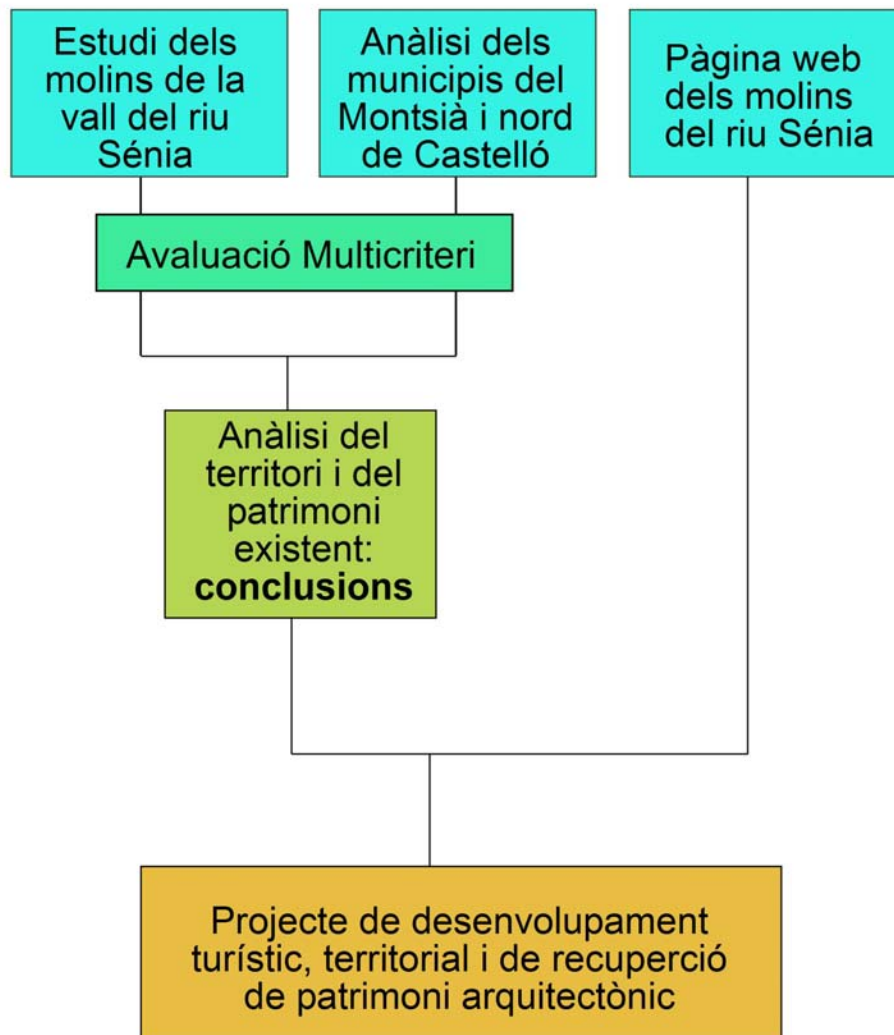 Estudi dels
molins de la
vall del riu
Sénia
Anàlisi dels
municipis del
Montsià i nord
de Castelló
Pàgina web
dels molins
del riu Sénia
Avaluació Multicriteri
Anàlisi del
territori i del
patrimoni
existent:
conclusions
Projecte de desenvolupament
turístic, territorial i de recuperció
de patrimoni arquitectònic